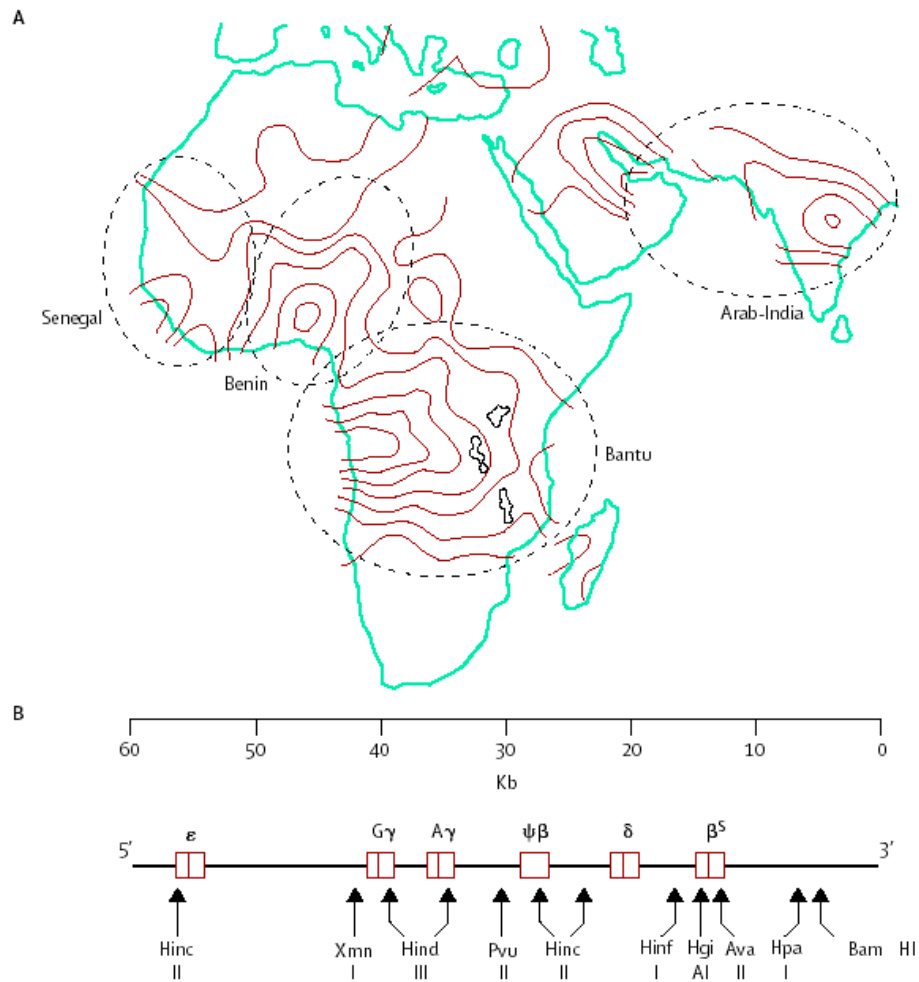 A
Senegal
Benin
Arab-India
Bantu
B
60 50 40 30 20 10 0
Kb
ε Gγ Aγ ψβ δ βS
5′ 3′
Hinc Xmn Hind Pvu Hinc Hinf Hgi Ava Hpa Bam HI
II I III II II I AI II I